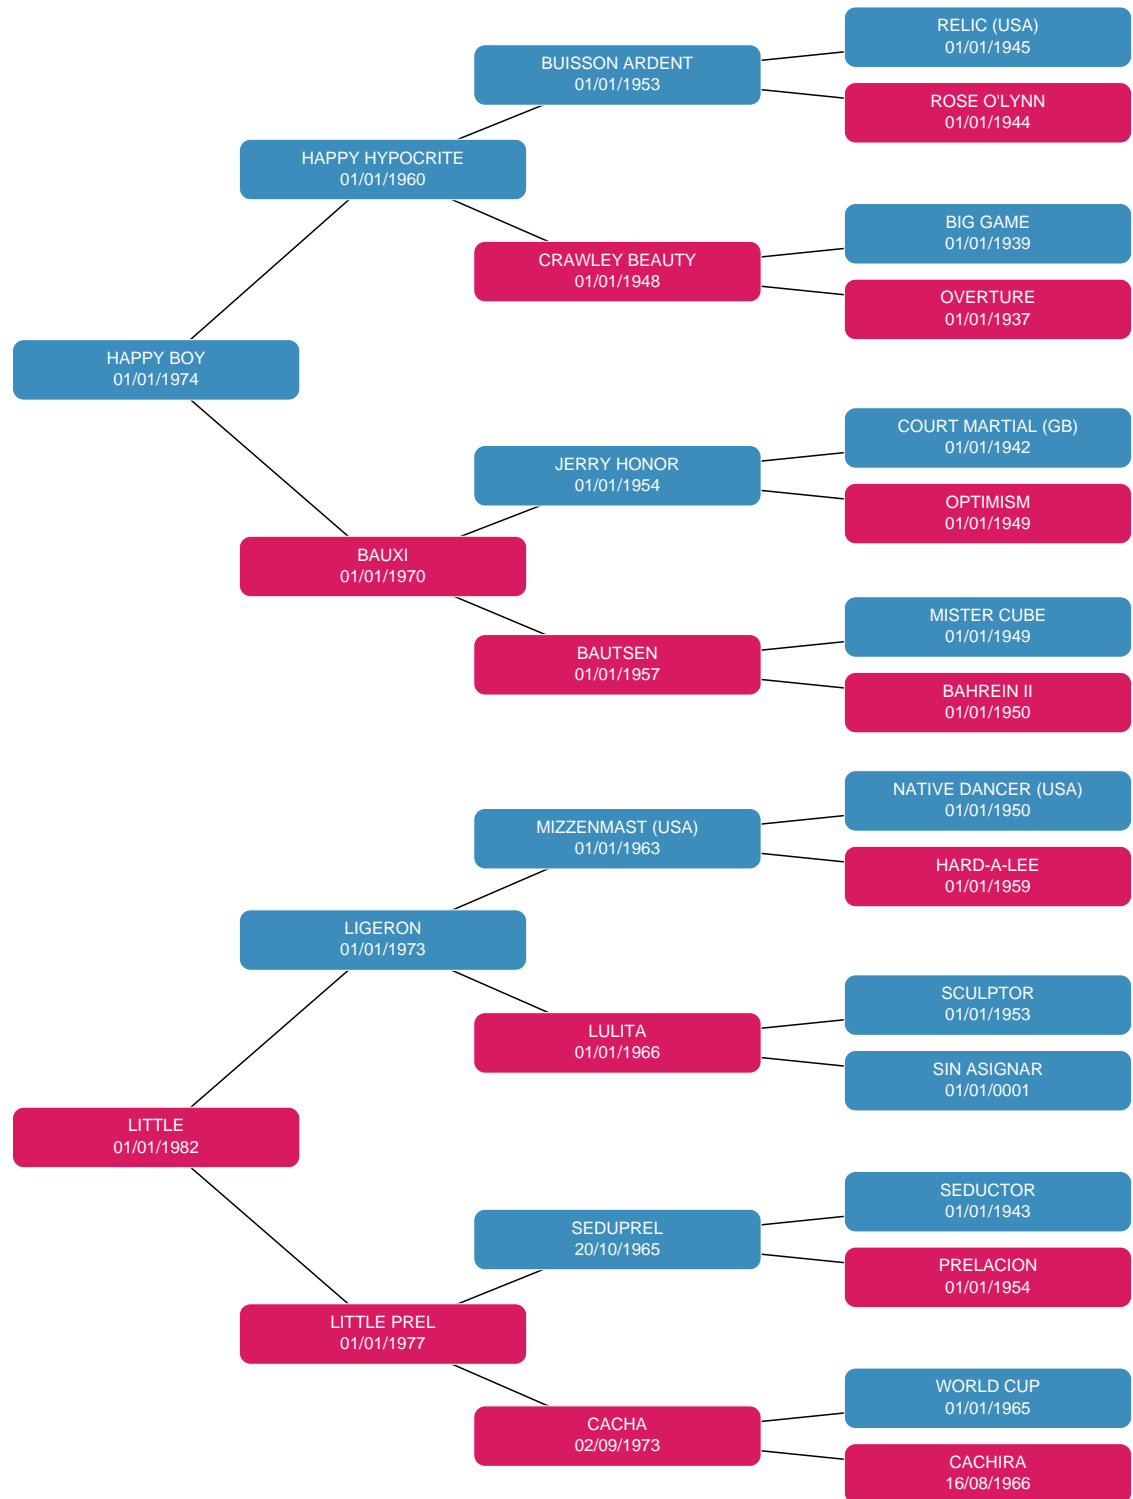 RELIC (USA)
01/01/1945
BUISSON ARDENT
01/01/1953
ROSE O'LYNN
01/01/1944
HAPPY HYPOCRITE
01/01/1960
BIG GAME
01/01/1939
CRAWLEY BEAUTY
01/01/1948
OVERTURE
01/01/1937
HAPPY BOY
01/01/1974
COURT MARTIAL (GB)
01/01/1942
JERRY HONOR
01/01/1954
OPTIMISM
01/01/1949
BAUXI
01/01/1970
MISTER CUBE
01/01/1949
BAUTSEN
01/01/1957
BAHREIN II
01/01/1950
NATIVE DANCER (USA)
01/01/1950
MIZZENMAST (USA)
01/01/1963
HARD-A-LEE
01/01/1959
LIGERON
01/01/1973
SCULPTOR
01/01/1953
LULITA
01/01/1966
SIN ASIGNAR
01/01/0001
LITTLE
01/01/1982
SEDUCTOR
01/01/1943
SEDUPREL
20/10/1965
PRELACION
01/01/1954
LITTLE PREL
01/01/1977
WORLD CUP
01/01/1965
CACHA
02/09/1973
CACHIRA
16/08/1966